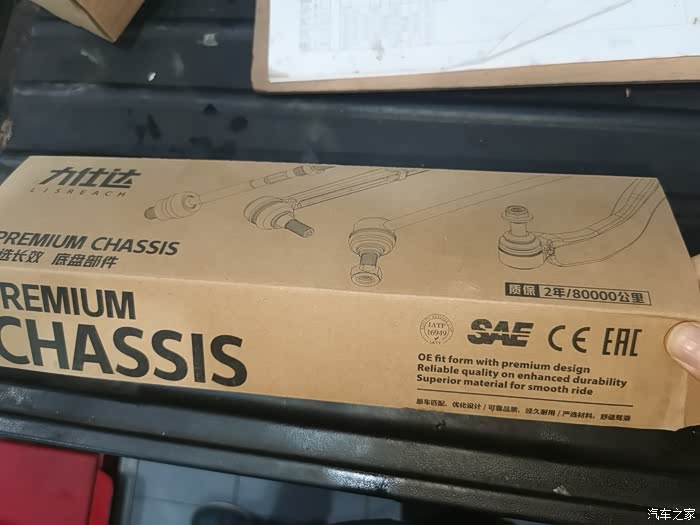 力仕达
LISREACH
PREMIUM CHASSIS
选长效 底盘部件
质保 2年/80000公里
PREMIUM
CHASSIS
IATF
16949
SAE CE EAC
OE fit form with premium design
Reliable quality on enhanced durability
Superior material for smooth ride
原车匹配，优化设计 / 可靠品质，经久耐用 / 严选材料，舒适驾乘
汽车之家